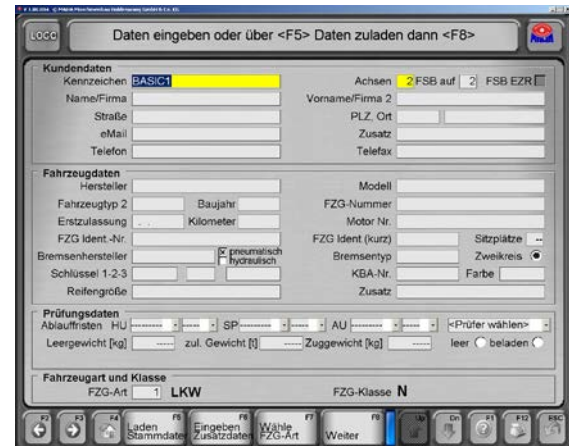 LOCO
Daten eingeben oder über <F5> Daten zuladen dann <F8>
Kundendaten
Kennzeichen BASIC1 Achsen 2 FSB auf 2 FSB EZR
Name/Firma Vorname/Firma 2
Straße PLZ, Ort
eMail Zusatz
Telefon Telefax
Fahrzeugdaten
Hersteller Modell
Fahrzeugtyp 2 Baujahr FZG-Nummer
Erstzulassung . . Kilometer Motor Nr.
FZG Ident.-Nr. FZG Ident (kurz) Sitzplätze --
Bremsenhersteller x pneumatisch Bremsentyp Zweikreis
hydraulisch
Schlüssel 1-2-3 KBA-Nr. Farbe
Reifengröße Zusatz
Prüfungsdaten
Ablauffristen HU --------- ----- SP --------- ----- AU --------- ----- <Prüfer wählen>
Leergewicht [kg] ----- zul. Gewicht [t] ----- Zuggewicht [kg] ----- leer beladen
Fahrzeugart und Klasse
FZG-Art 1 LKW FZG-Klasse N
F2 F3 F4 F5 F6 F7 F8 Up Dn F1 F12 ESC
Laden Eingeben Wähle
Stammdaten Zusatzdaten FZG-Art Weiter